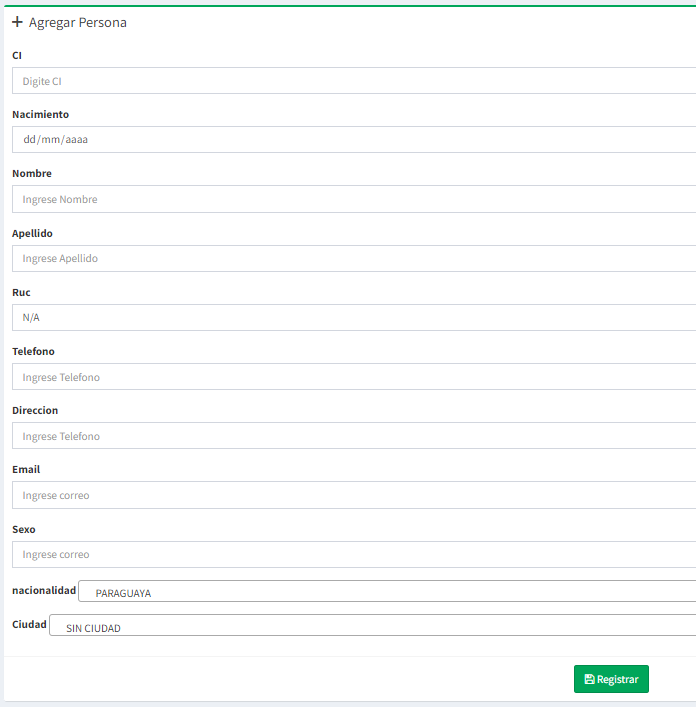 Agregar Persona
CI
Digite CI
Nacimiento
dd/mm/aaaa
Nombre
Ingrese Nombre
Apellido
Ingrese Apellido
Ruc
N/A
Telefono
Ingrese Telefono
Direccion
Ingrese Telefono
Email
Ingrese correo
Sexo
Ingrese correo
nacionalidad PARAGUAYA
Ciudad SIN CIUDAD
Registrar